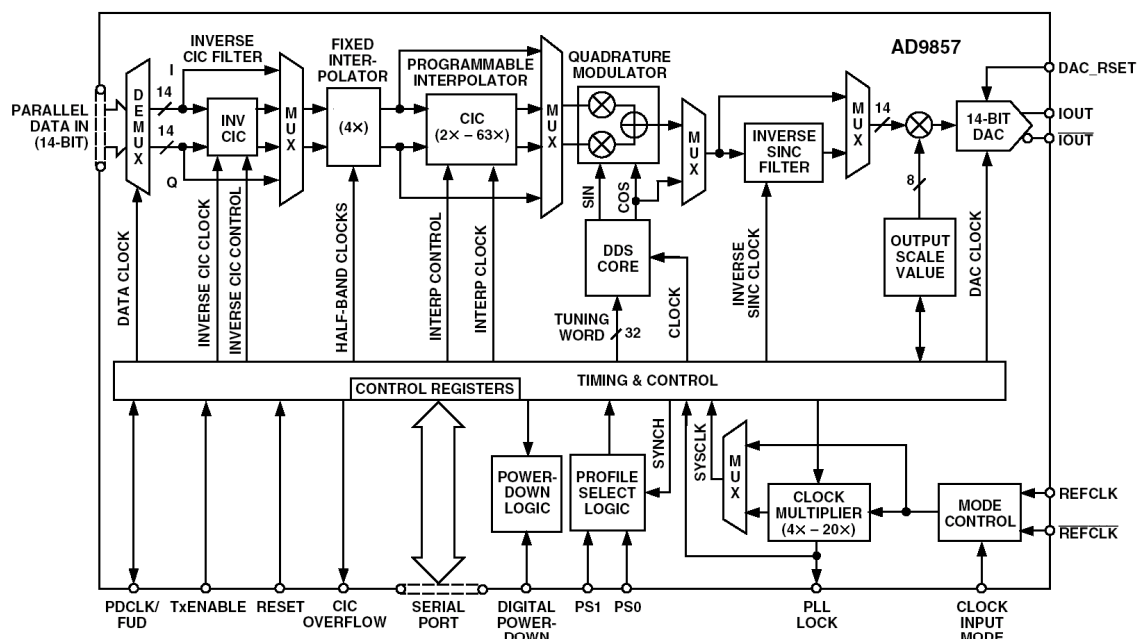 AD9857
PARALLEL
DATA IN
(14-BIT)
DEMUX
I
Q
14
14
INVERSE
CIC FILTER
INV
CIC
MUX
FIXED
INTER-
POLATOR
(4×)
PROGRAMMABLE
INTERPOLATOR
CIC
(2× – 63×)
MUX
QUADRATURE
MODULATOR
MUX
INVERSE
SINC
FILTER
MUX
14
14-BIT
DAC
DAC_RSET
IOUT
IOUT
8
OUTPUT
SCALE
VALUE
SIN
COS
DDS
CORE
DATA CLOCK
INVERSE CIC CLOCK
INVERSE CIC CONTROL
HALF-BAND CLOCKS
INTERP CONTROL
INTERP CLOCK
TUNING
WORD
32
CLOCK
INVERSE
SINC CLOCK
DAC CLOCK
CONTROL REGISTERS
TIMING & CONTROL
POWER-
DOWN
LOGIC
PROFILE
SELECT
LOGIC
SYNCH
SYSCLK
MUX
CLOCK
MULTIPLIER
(4× – 20×)
MODE
CONTROL
REFCLK
REFCLK
PDCLK/
FUD
TxENABLE
RESET
CIC
OVERFLOW
SERIAL
PORT
DIGITAL
POWER-
DOWN
PS1
PS0
PLL
LOCK
CLOCK
INPUT
MODE